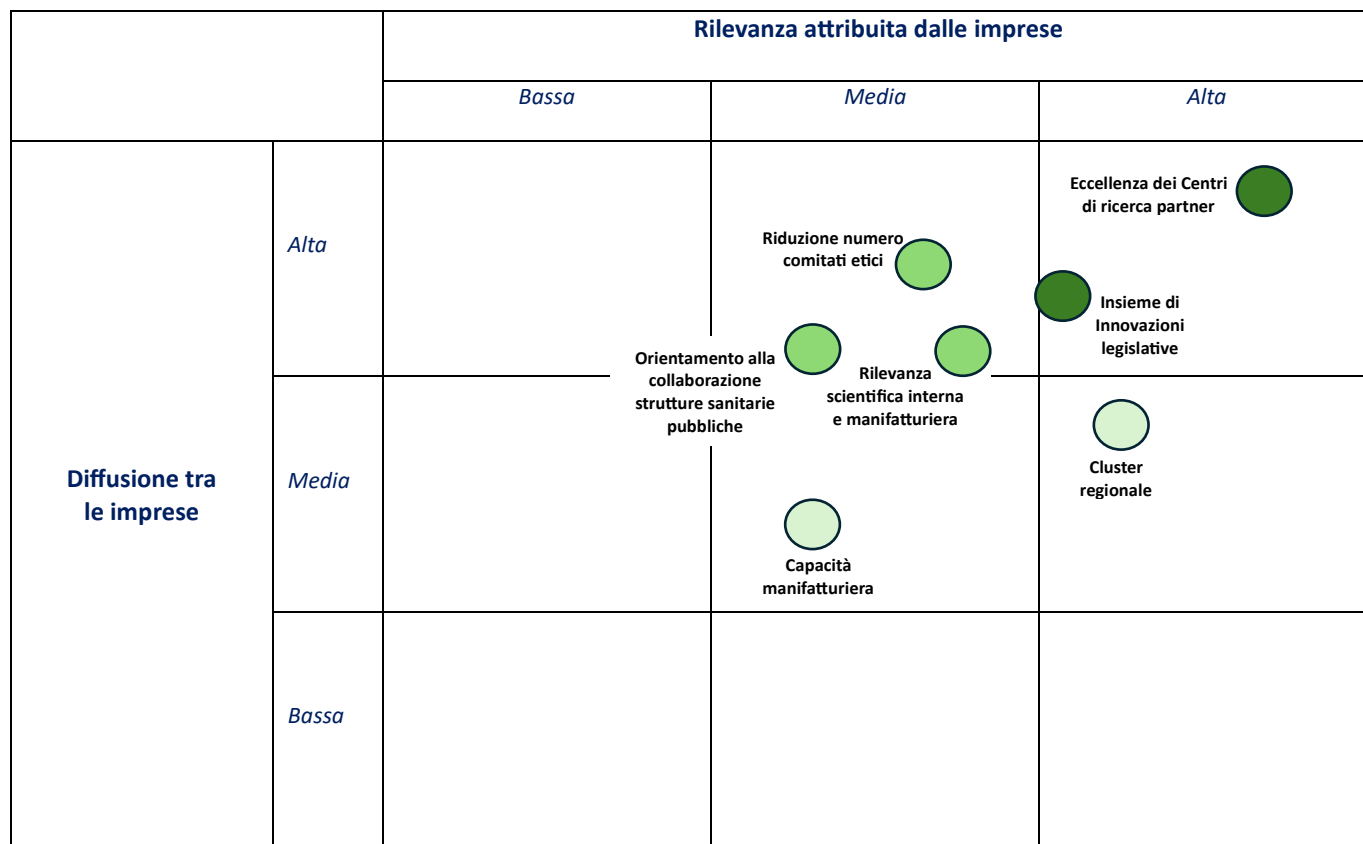 Rilevanza attribuita dalle imprese
Bassa
Media
Alta
Diffusione tra
le imprese
Alta
Eccellenza dei Centri
di ricerca partner
Riduzione numero
comitati etici
Insieme di
Innovazioni
legislative
Orientamento alla
collaborazione
strutture sanitarie
pubbliche
Rilevanza
scientifica interna
e manifatturiera
Media
Cluster
regionale
Capacità
manifatturiera
Bassa